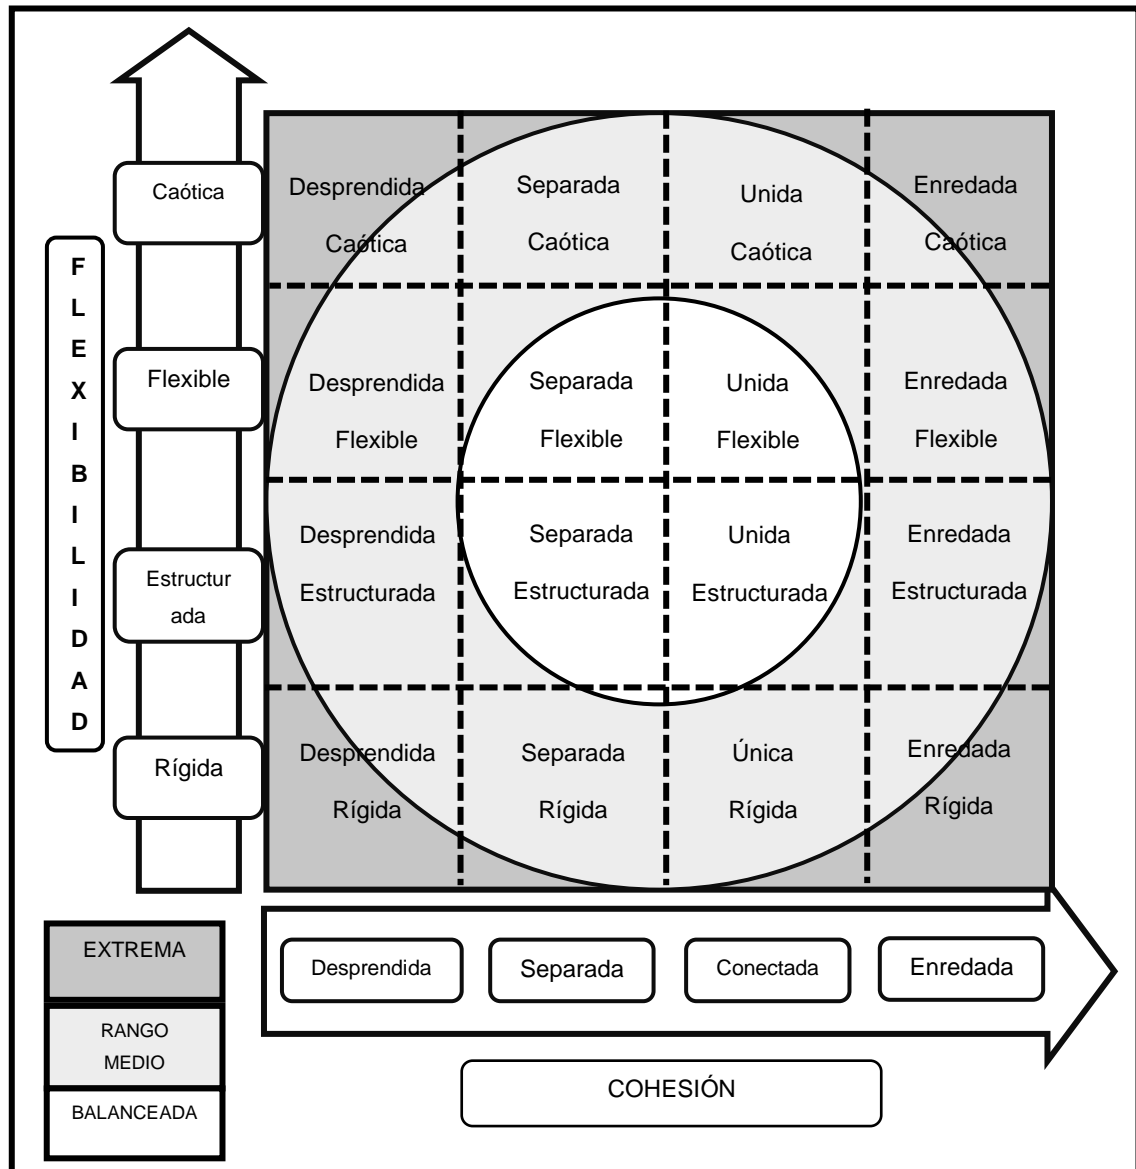 Caótica
Flexible
Estructur
ada
Rígida
F
L
E
X
I
B
I
L
I
D
A
D
Desprendida
Caótica
Separada
Caótica
Unida
Caótica
Enredada
Caótica
Desprendida
Flexible
Separada
Flexible
Unida
Flexible
Enredada
Flexible
Desprendida
Estructurada
Separada
Estructurada
Unida
Estructurada
Enredada
Estructurada
Desprendida
Rígida
Separada
Rígida
Única
Rígida
Enredada
Rígida
EXTREMA
RANGO
MEDIO
BALANCEADA
Desprendida
Separada
Conectada
Enredada
COHESIÓN